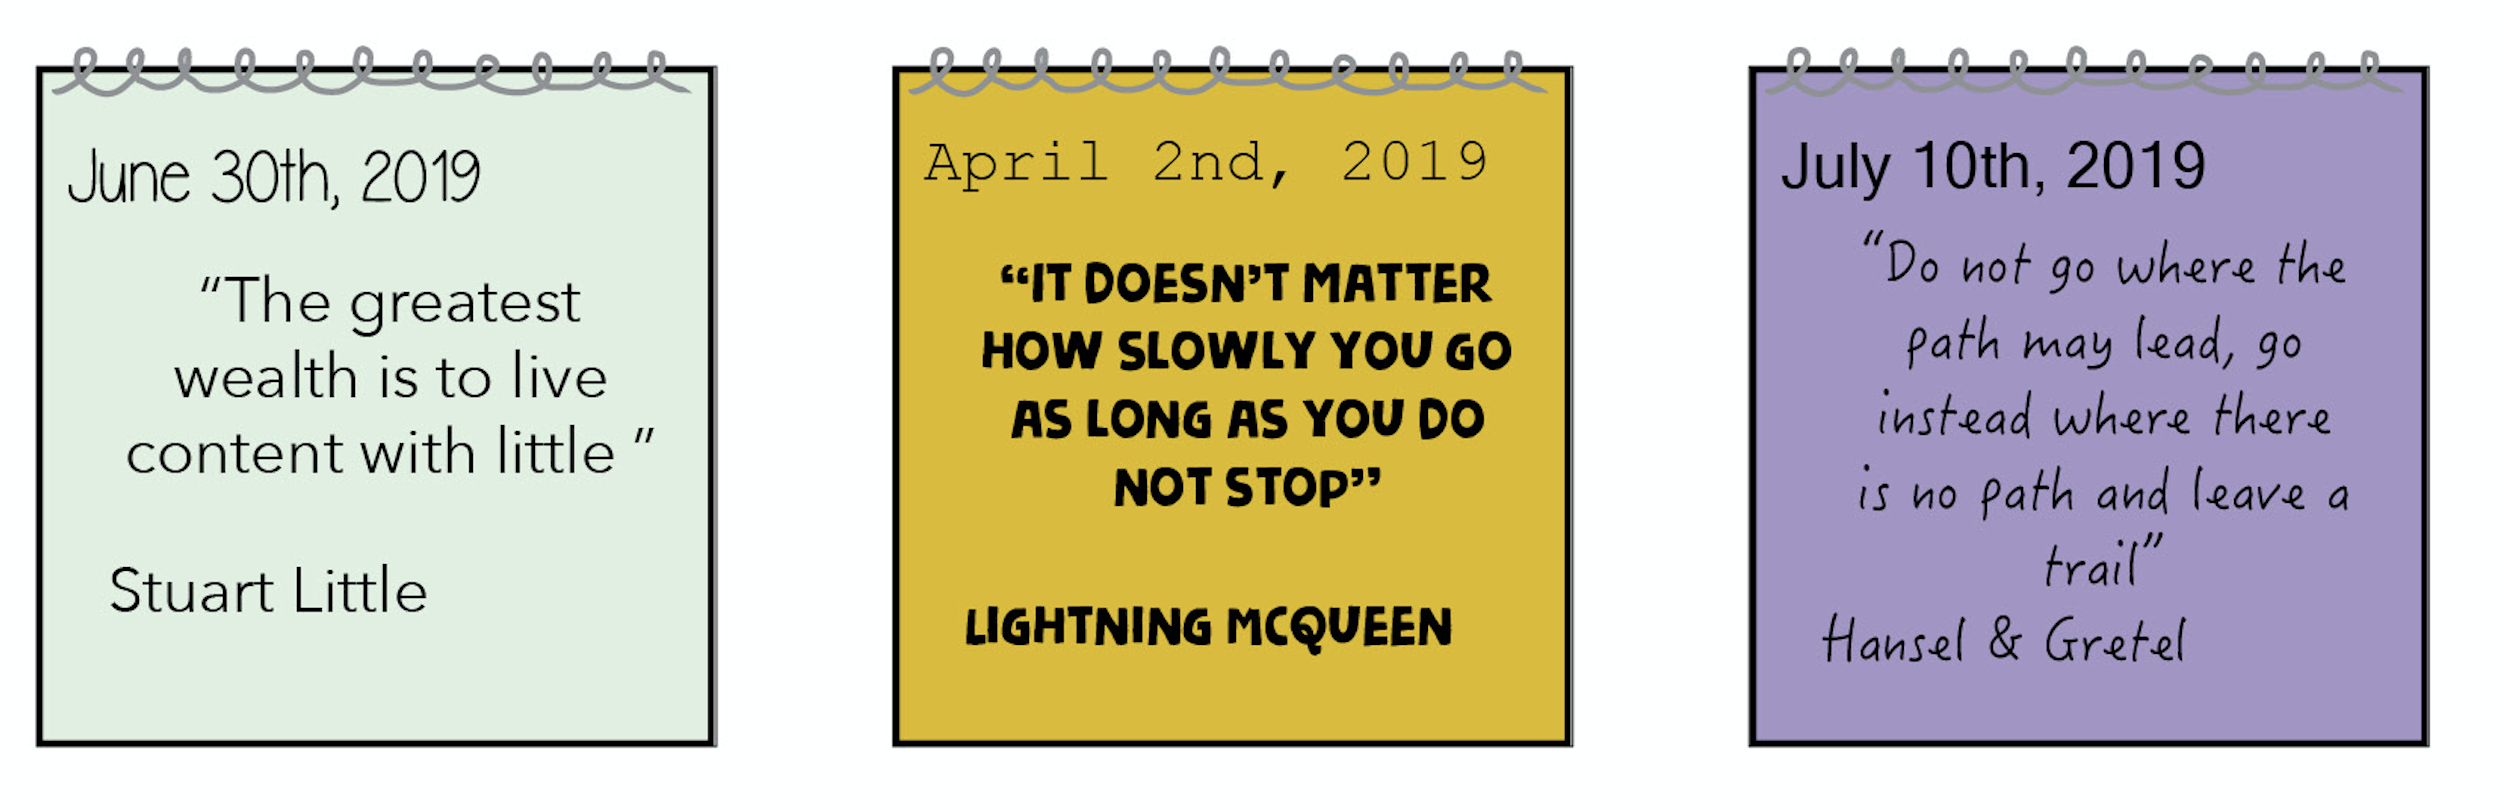 June 30th, 2019
“The greatest
wealth is to live
content with little ”
Stuart Little
April 2nd, 2019
“IT DOESN’T MATTER
HOW SLOWLY YOU GO
AS LONG AS YOU DO
NOT STOP”
LIGHTNING MCQUEEN
July 10th, 2019
“Do not go where the
path may lead, go
instead where there
is no path and leave a
trail”
Hansel & Gretel